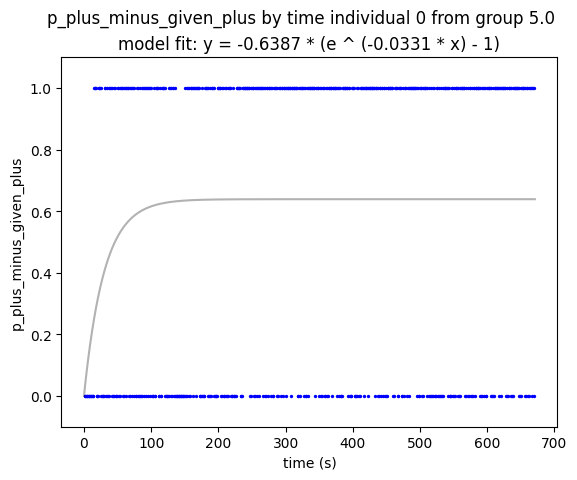 p_plus_minus_given_plus by time individual 0 from group 5.0
model fit: y = -0.6387 * (e ^ (-0.0331 * x) - 1)
1.0
0.8
0.6
0.4
0.2
0.0
p_plus_minus_given_plus
0 100 200 300 400 500 600 700
time (s)